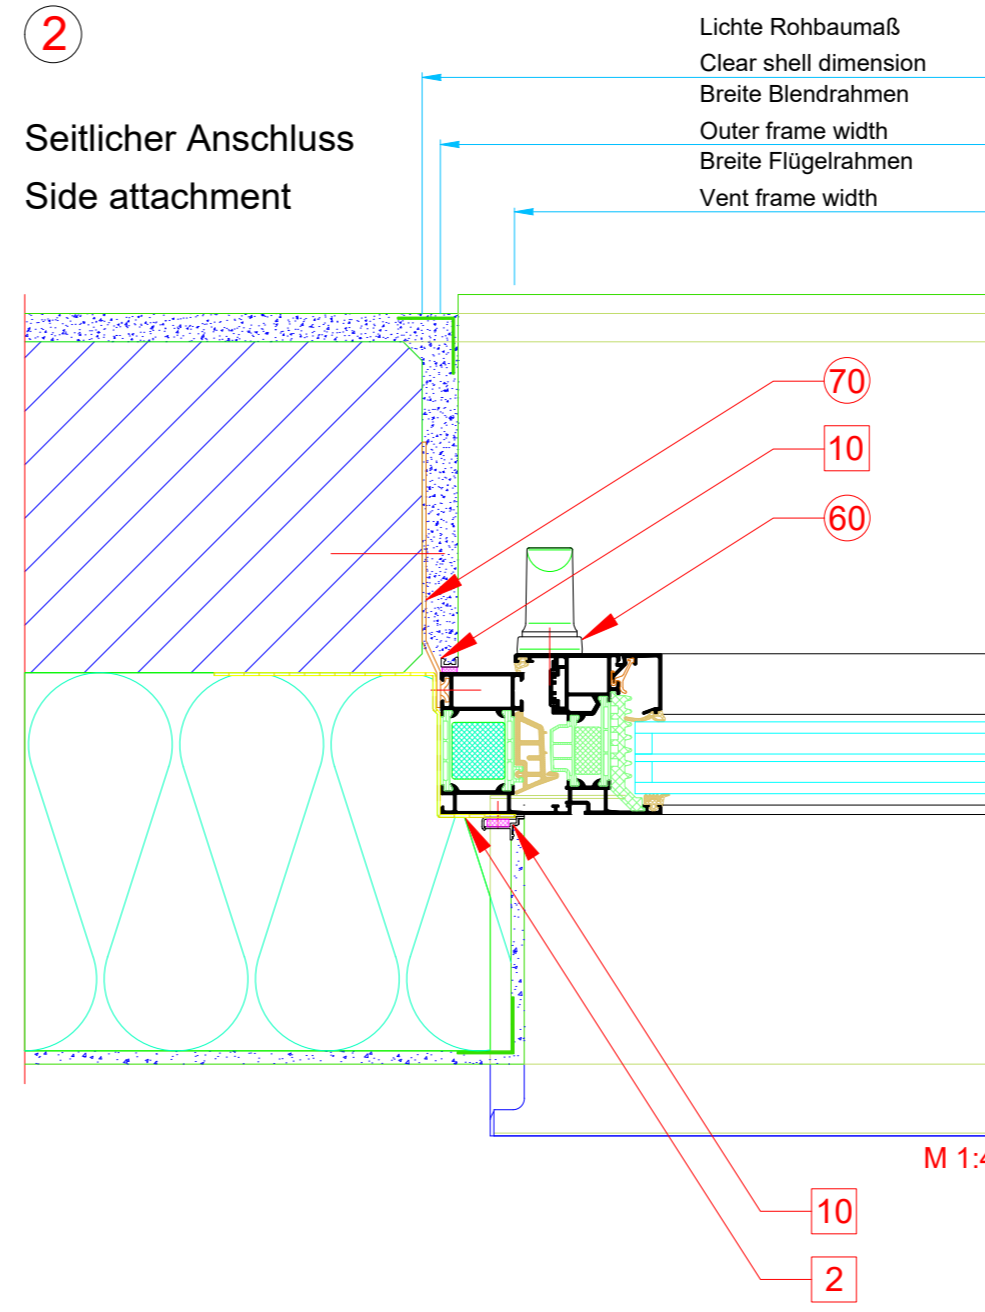 2
Lichte Rohbaumaß
Clear shell dimension
Breite Blendrahmen
Outer frame width
Breite Flügelrahmen
Vent frame width
Seitlicher Anschluss
Side attachment
70
10
60
M 1:4
10
2